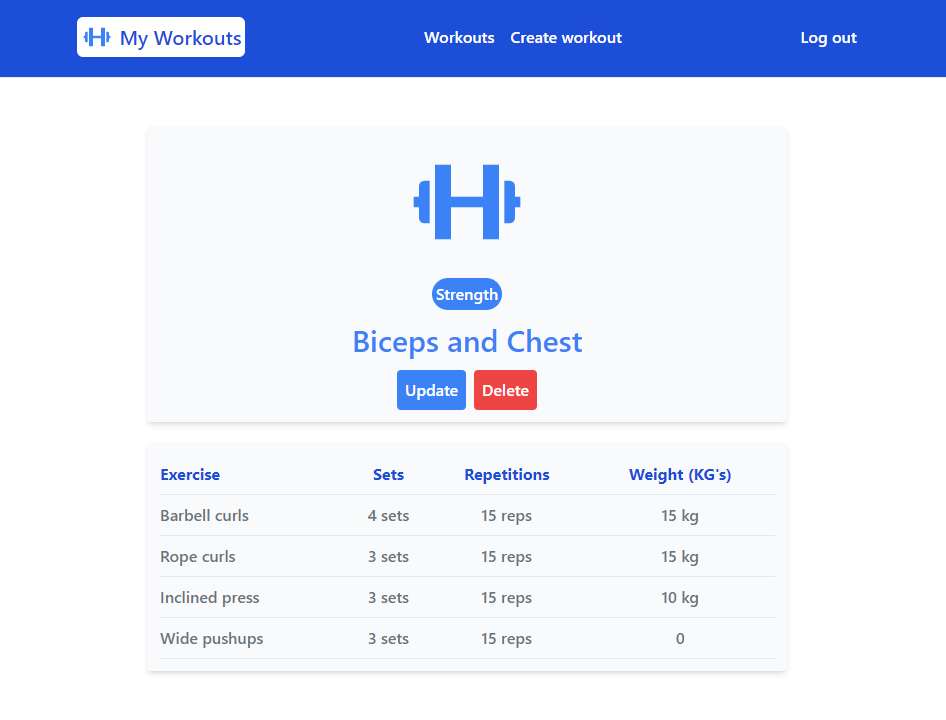 My Workouts Workouts Create workout Log out
Strength
Biceps and Chest
Update Delete
Exercise Sets Repetitions Weight (KG's)
Barbell curls 4 sets 15 reps 15 kg
Rope curls 3 sets 15 reps 15 kg
Inclined press 3 sets 15 reps 10 kg
Wide pushups 3 sets 15 reps 0